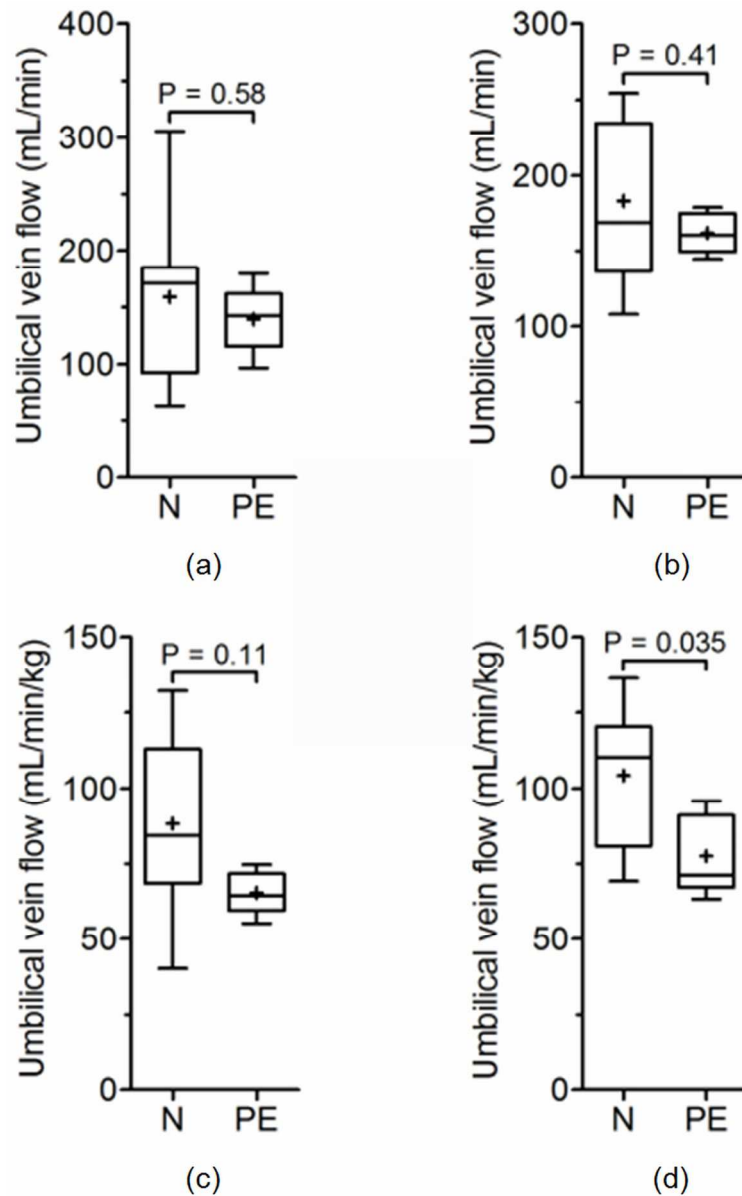 Umbilical vein flow (mL/min)
400
300
200
100
0
P = 0.58
N PE
(a)
Umbilical vein flow (mL/min)
300
200
100
0
P = 0.41
N PE
(b)
Umbilical vein flow (mL/min/kg)
150
100
50
0
P = 0.11
N PE
(c)
Umbilical vein flow (mL/min/kg)
150
100
50
0
P = 0.035
N PE
(d)